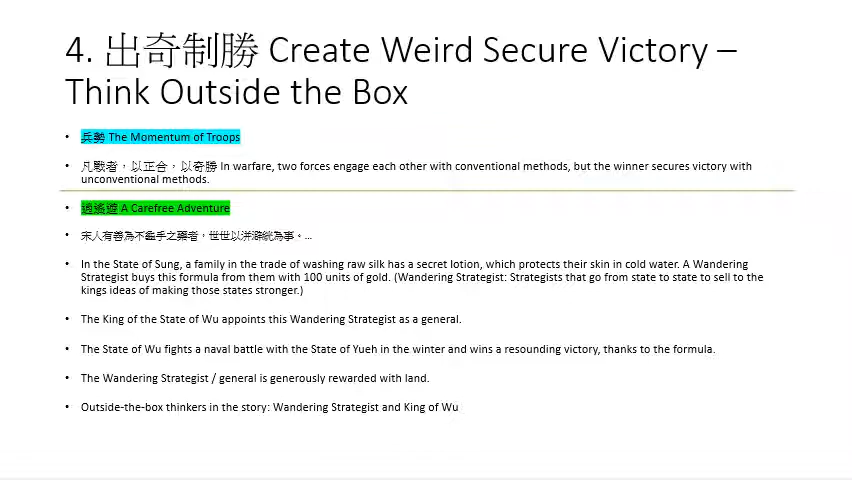 4. 出奇制勝 Create Weird Secure Victory –
Think Outside the Box
• 兵勢 The Momentum of Troops
• 凡戰者，以正合，以奇勝 In warfare, two forces engage each other with conventional methods, but the winner secures victory with
unconventional methods.
• 逍遙遊 A Carefree Adventure
• 宋人有善為不龜手之藥者，世世以洴澼絖為事。...
• In the State of Sung, a family in the trade of washing raw silk has a secret lotion, which protects their skin in cold water. A Wandering
Strategist buys this formula from them with 100 units of gold. (Wandering Strategist: Strategists that go from state to state to sell to the
kings ideas of making those states stronger.)
• The King of the State of Wu appoints this Wandering Strategist as a general.
• The State of Wu fights a naval battle with the State of Yueh in the winter and wins a resounding victory, thanks to the formula.
• The Wandering Strategist / general is generously rewarded with land.
• Outside-the-box thinkers in the story: Wandering Strategist and King of Wu